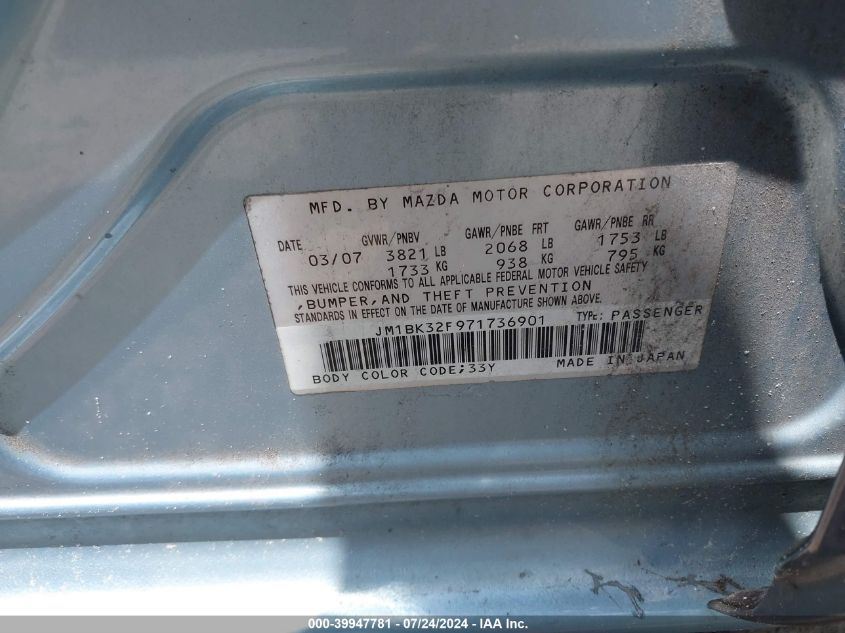 MFD. BY MAZDA MOTOR CORPORATION
DATE GVWR/PNBV GAWR/PNBE FRT GAWR/PNBE RR
03/07 3821 LB 2068 LB 1753 LB
1733 KG 938 KG 795 KG
THIS VEHICLE CONFORMS TO ALL APPLICABLE FEDERAL MOTOR VEHICLE SAFETY
,BUMPER,AND THEFT PREVENTION
STANDARDS IN EFFECT ON THE DATE OF MANUFACTURE SHOWN ABOVE.
JM1BK32F971736901 TYPE: PASSENGER
BODY COLOR CODE;33Y MADE IN JAPAN
000-39947781 - 07/24/2024 - IAA Inc.